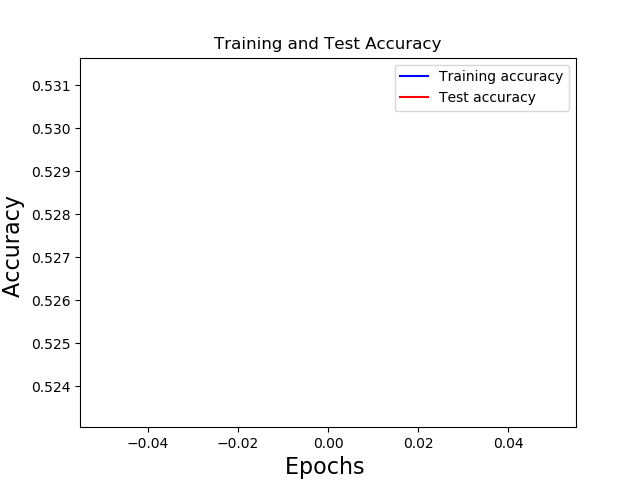 Training and Test Accuracy
Training accuracy
Test accuracy
0.531
0.530
0.529
0.528
0.527
0.526
0.525
0.524
Accuracy
−0.04 −0.02 0.00 0.02 0.04
Epochs